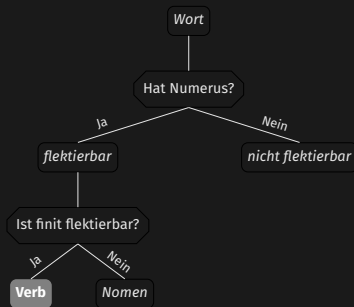 Wort
Hat Numerus?
Ja
Nein
flektierbar
nicht flektierbar
Ist finit flektierbar?
Ja
Nein
Verb
Nomen